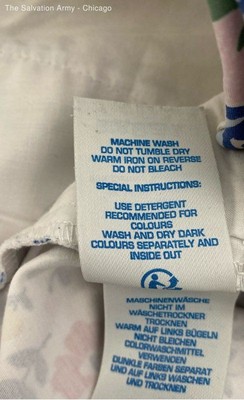 The Salvation Army - Chicago
MACHINE WASH
DO NOT TUMBLE DRY
WARM IRON ON REVERSE
DO NOT BLEACH
SPECIAL INSTRUCTIONS:
USE DETERGENT
RECOMMENDED FOR
COLOURS
WASH AND DRY DARK
COLOURS SEPARATELY AND
INSIDE OUT
MASCHINENWÄSCHE
NICHT IM
WÄSCHETROCKNER
TROCKNEN
WARM AUF LINKS BÜGELN
NICHT BLEICHEN
COLORWASCHMITTEL
VERWENDEN
DUNKLE FARBEN SEPARAT
UND AUF LINKS WASCHEN
UND TROCKNEN